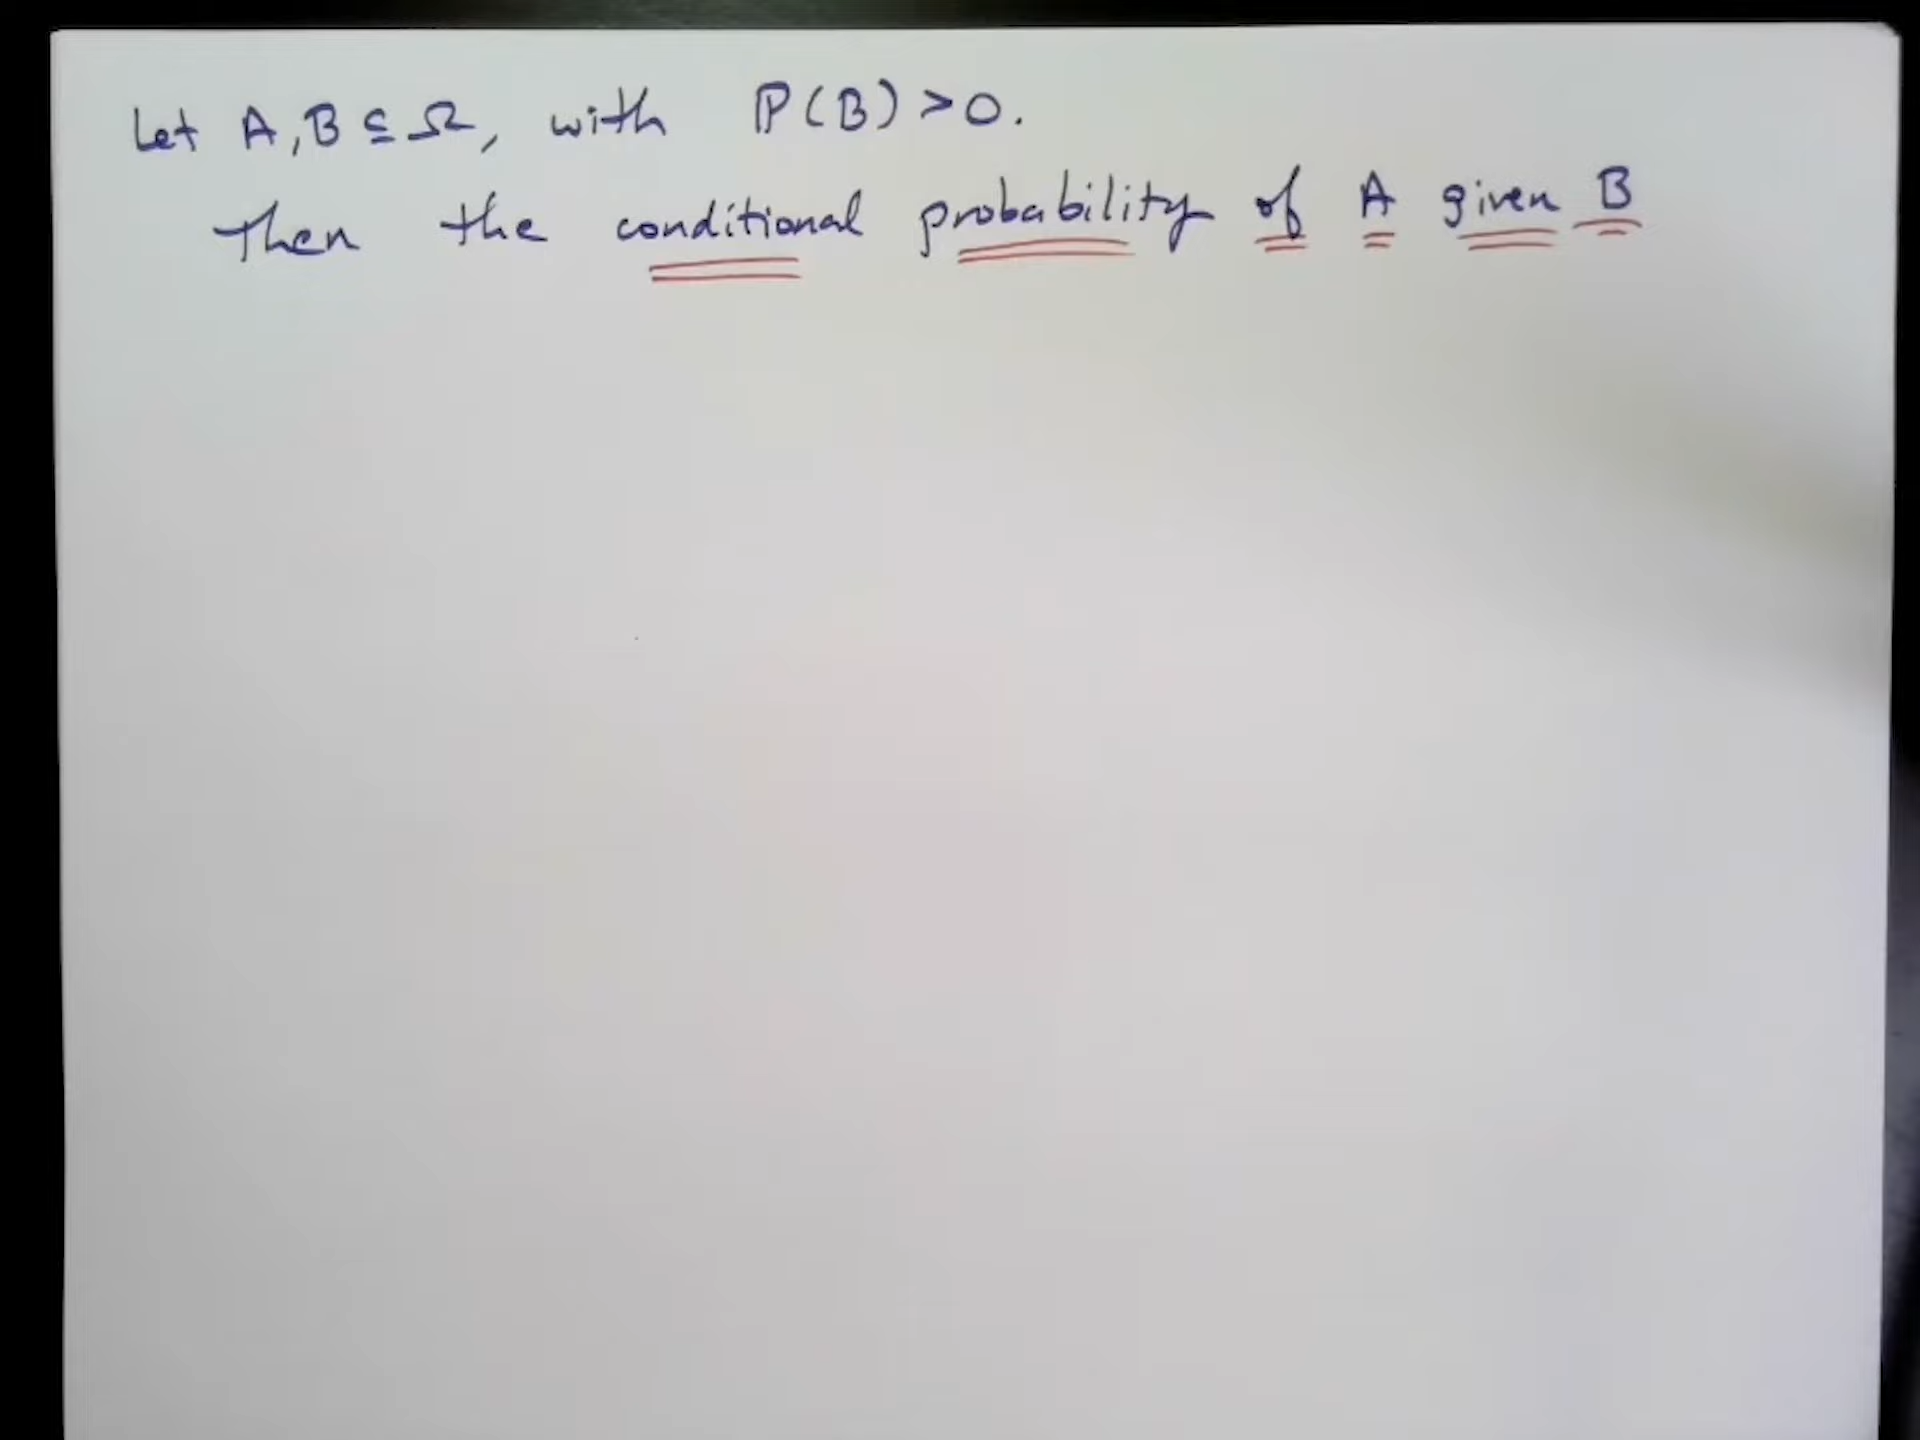 Let A, B ⊆ Ω, with ℙ(B) > 0.
Then the conditional probability of A given B